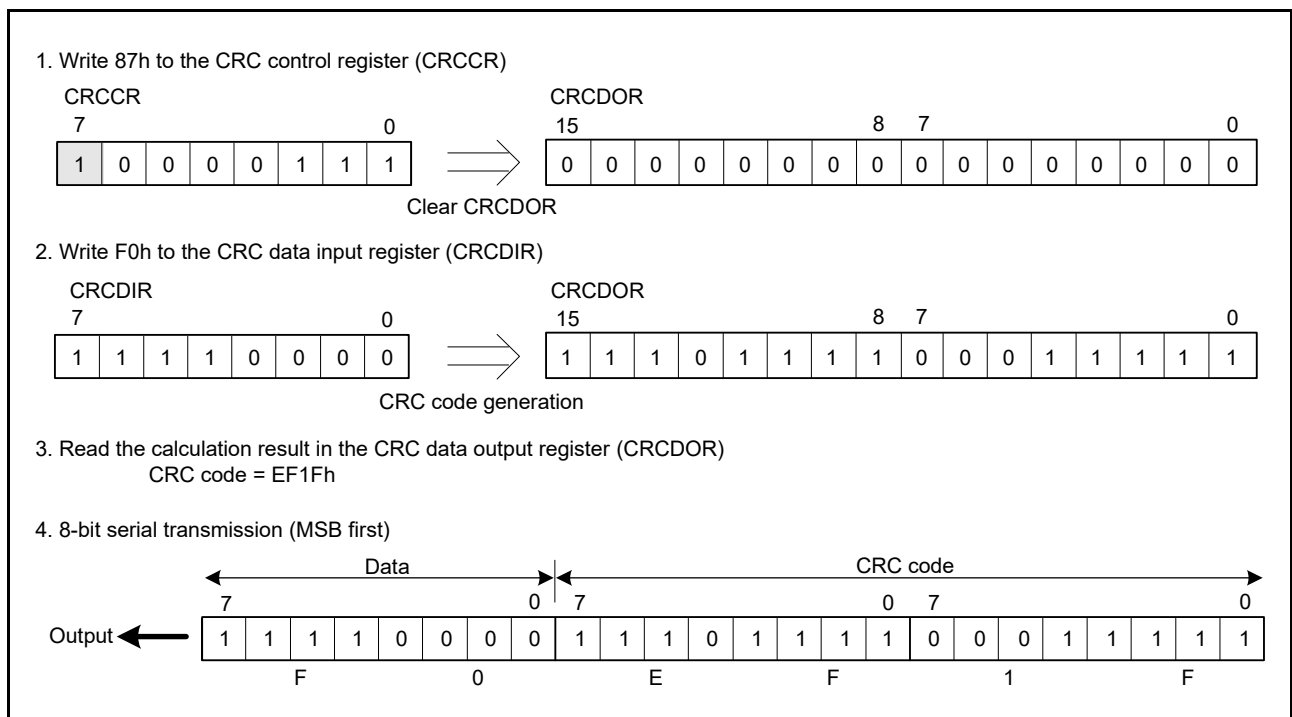 1. Write 87h to the CRC control register (CRCCR)
CRCCR CRCDOR
7 0 15 8 7 0
1 0 0 0 0 1 1 1 0 0 0 0 0 0 0 0 0 0 0 0 0 0 0 0
Clear CRCDOR
2. Write F0h to the CRC data input register (CRCDIR)
CRCDIR CRCDOR
7 0 15 8 7 0
1 1 1 1 0 0 0 0 1 1 1 0 1 1 1 1 0 0 0 1 1 1 1 1
CRC code generation
3. Read the calculation result in the CRC data output register (CRCDOR)
CRC code = EF1Fh
4. 8-bit serial transmission (MSB first)
Data CRC code
7 0 7 0 7 0
Output 1 1 1 1 0 0 0 0 1 1 1 0 1 1 1 1 0 0 0 1 1 1 1 1
F 0 E F 1 F